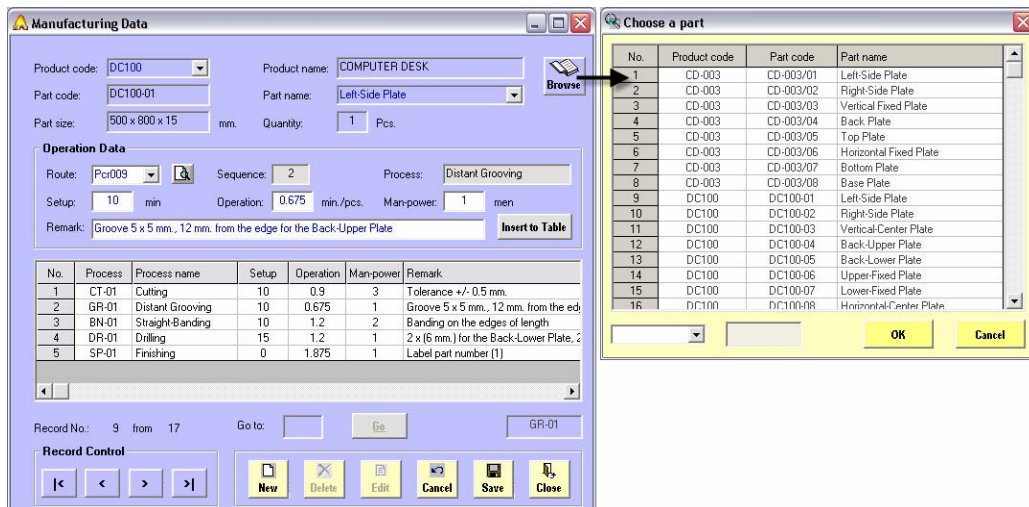 Manufacturing Data
Product code: DC100 Product name: COMPUTER DESK
Browse
Part code: DC100-01 Part name: Left-Side Plate
Part size: 500 x 800 x 15 mm. Quantity: 1 Pcs.
Operation Data
Route: Pcr009 Sequence: 2 Process: Distant Grooving
Setup: 10 min Operation: 0.675 min./pcs. Man-power: 1 men
Remark: Groove 5 x 5 mm., 12 mm. from the edge for the Back-Upper Plate Insert to Table
No. Process Process name Setup Operation Man-power Remark
1 CT-01 Cutting 10 0.9 3 Tolerance +/- 0.5 mm.
2 GR-01 Distant Grooving 10 0.675 1 Groove 5 x 5 mm., 12 mm. from the ed
3 BN-01 Straight-Banding 10 1.2 2 Banding on the edges of length
4 DR-01 Drilling 15 1.2 1 2 x (6 mm.) for the Back-Lower Plate, 2
5 SP-01 Finishing 0 1.875 1 Label part number (1)
Record No.: 9 from 17 Go to: Go GR-01
Record Control
|< < > >|
New Delete Edit Cancel Save Close
Choose a part
No. Product code Part code Part name
1 CD-003 CD-003/01 Left-Side Plate
2 CD-003 CD-003/02 Right-Side Plate
3 CD-003 CD-003/03 Vertical Fixed Plate
4 CD-003 CD-003/04 Back Plate
5 CD-003 CD-003/05 Top Plate
6 CD-003 CD-003/06 Horizontal Fixed Plate
7 CD-003 CD-003/07 Bottom Plate
8 CD-003 CD-003/08 Base Plate
9 DC100 DC100-01 Left-Side Plate
10 DC100 DC100-02 Right-Side Plate
11 DC100 DC100-03 Vertical-Center Plate
12 DC100 DC100-04 Back-Upper Plate
13 DC100 DC100-05 Back-Lower Plate
14 DC100 DC100-06 Upper-Fixed Plate
15 DC100 DC100-07 Lower-Fixed Plate
16 DC100 DC100-08 Horizontal-Center Plate
OK Cancel